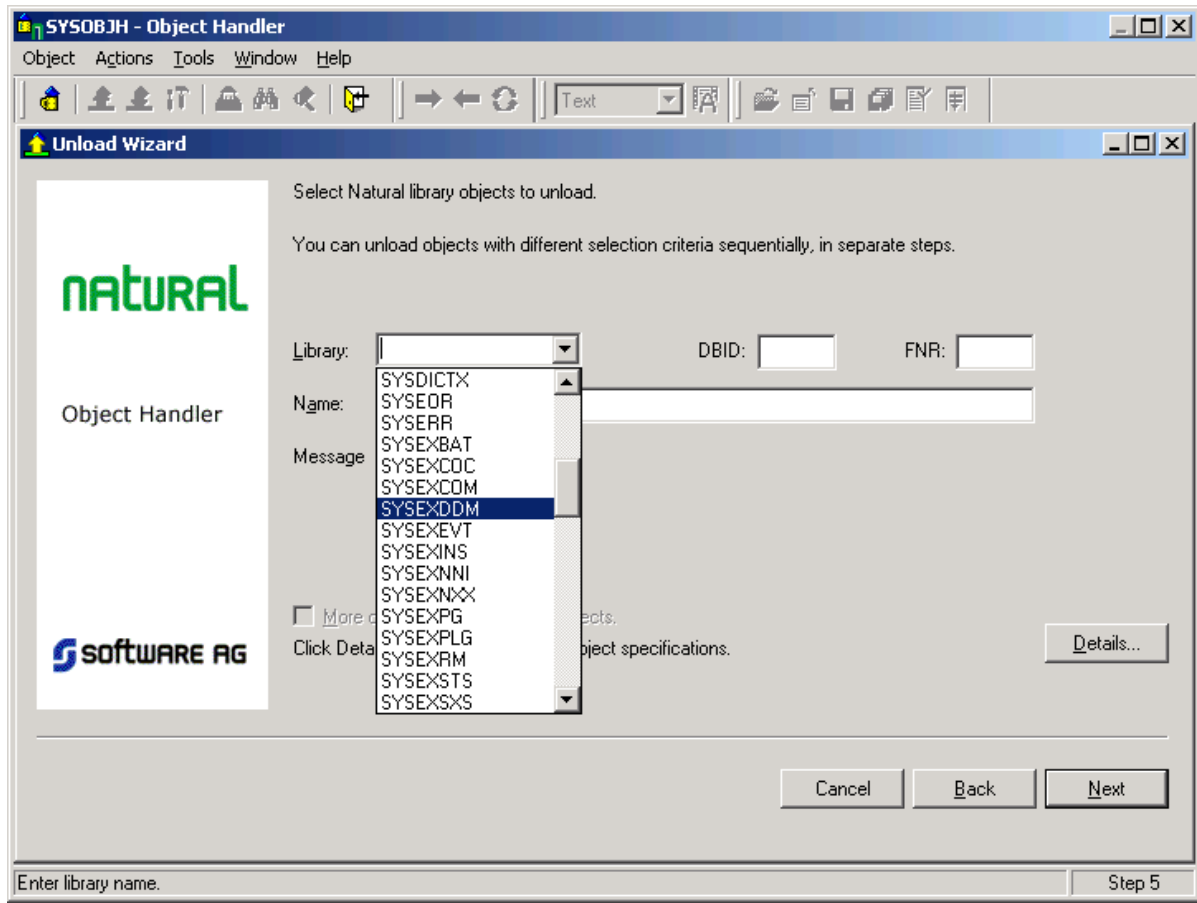 SYSOBJH - Object Handler
Object Actions Tools Window Help
Text
Unload Wizard
Select Natural library objects to unload.
You can unload objects with different selection criteria sequentially, in separate steps.
natural
Object Handler
software AG
Library: DBID: FNR:
Name:
Message
SYSDICTX
SYSEOR
SYSERR
SYSEXBAT
SYSEXCOC
SYSEXCOM
SYSEXDDM
SYSEXEVT
SYSEXINS
SYSEXNNI
SYSEXNXX
SYSEXPG
SYSEXPLG
SYSEXRM
SYSEXSTS
SYSEXSXS
More
Click ject specifications.
Details...
Cancel Back Next
Enter library name. Step 5